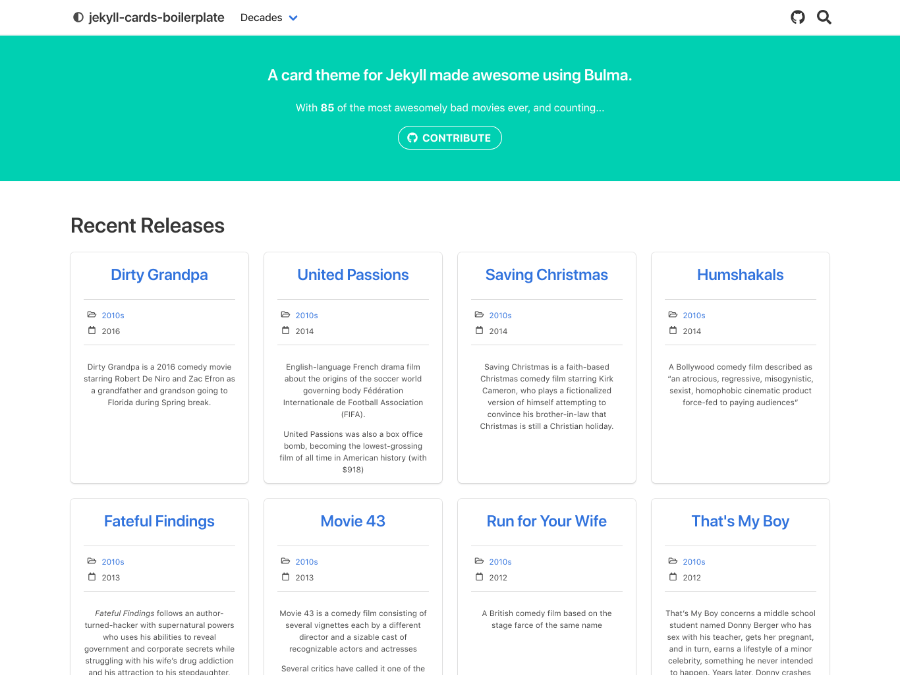 jekyll-cards-boilerplate Decades
A card theme for Jekyll made awesome using Bulma.
With 85 of the most awesomely bad movies ever, and counting...
CONTRIBUTE
Recent Releases
Dirty Grandpa
2010s
2016
Dirty Grandpa is a 2016 comedy movie
starring Robert De Niro and Zac Efron as
a grandfather and grandson going to
Florida during Spring break.
United Passions
2010s
2014
English-language French drama film
about the origins of the soccer world
governing body Fédération
Internationale de Football Association
(FIFA).
United Passions was also a box office
bomb, becoming the lowest-grossing
film of all time in American history (with
$918)
Saving Christmas
2010s
2014
Saving Christmas is a faith-based
Christmas comedy film starring Kirk
Cameron, who plays a fictionalized
version of himself attempting to
convince his brother-in-law that
Christmas is still a Christian holiday.
Humshakals
2010s
2014
A Bollywood comedy film described as
“an atrocious, regressive, misogynistic,
sexist, homophobic cinematic product
force-fed to paying audiences”
Fateful Findings
2010s
2013
Fateful Findings follows an author-
turned-hacker with supernatural powers
who uses his abilities to reveal
government and corporate secrets while
struggling with his wife's drug addiction
and his attraction to his stepdaughter.
Movie 43
2010s
2013
Movie 43 is a comedy film consisting of
several vignettes each by a different
director and a sizable cast of
recognizable actors and actresses
Several critics have called it one of the
Run for Your Wife
2010s
2012
A British comedy film based on the
stage farce of the same name
That's My Boy
2010s
2012
That's My Boy concerns a middle school
student named Donny Berger who has
sex with his teacher, gets her pregnant,
and in turn, earns a lifestyle of a minor
celebrity, something he never intended
to happen. Years later, Donny crashes